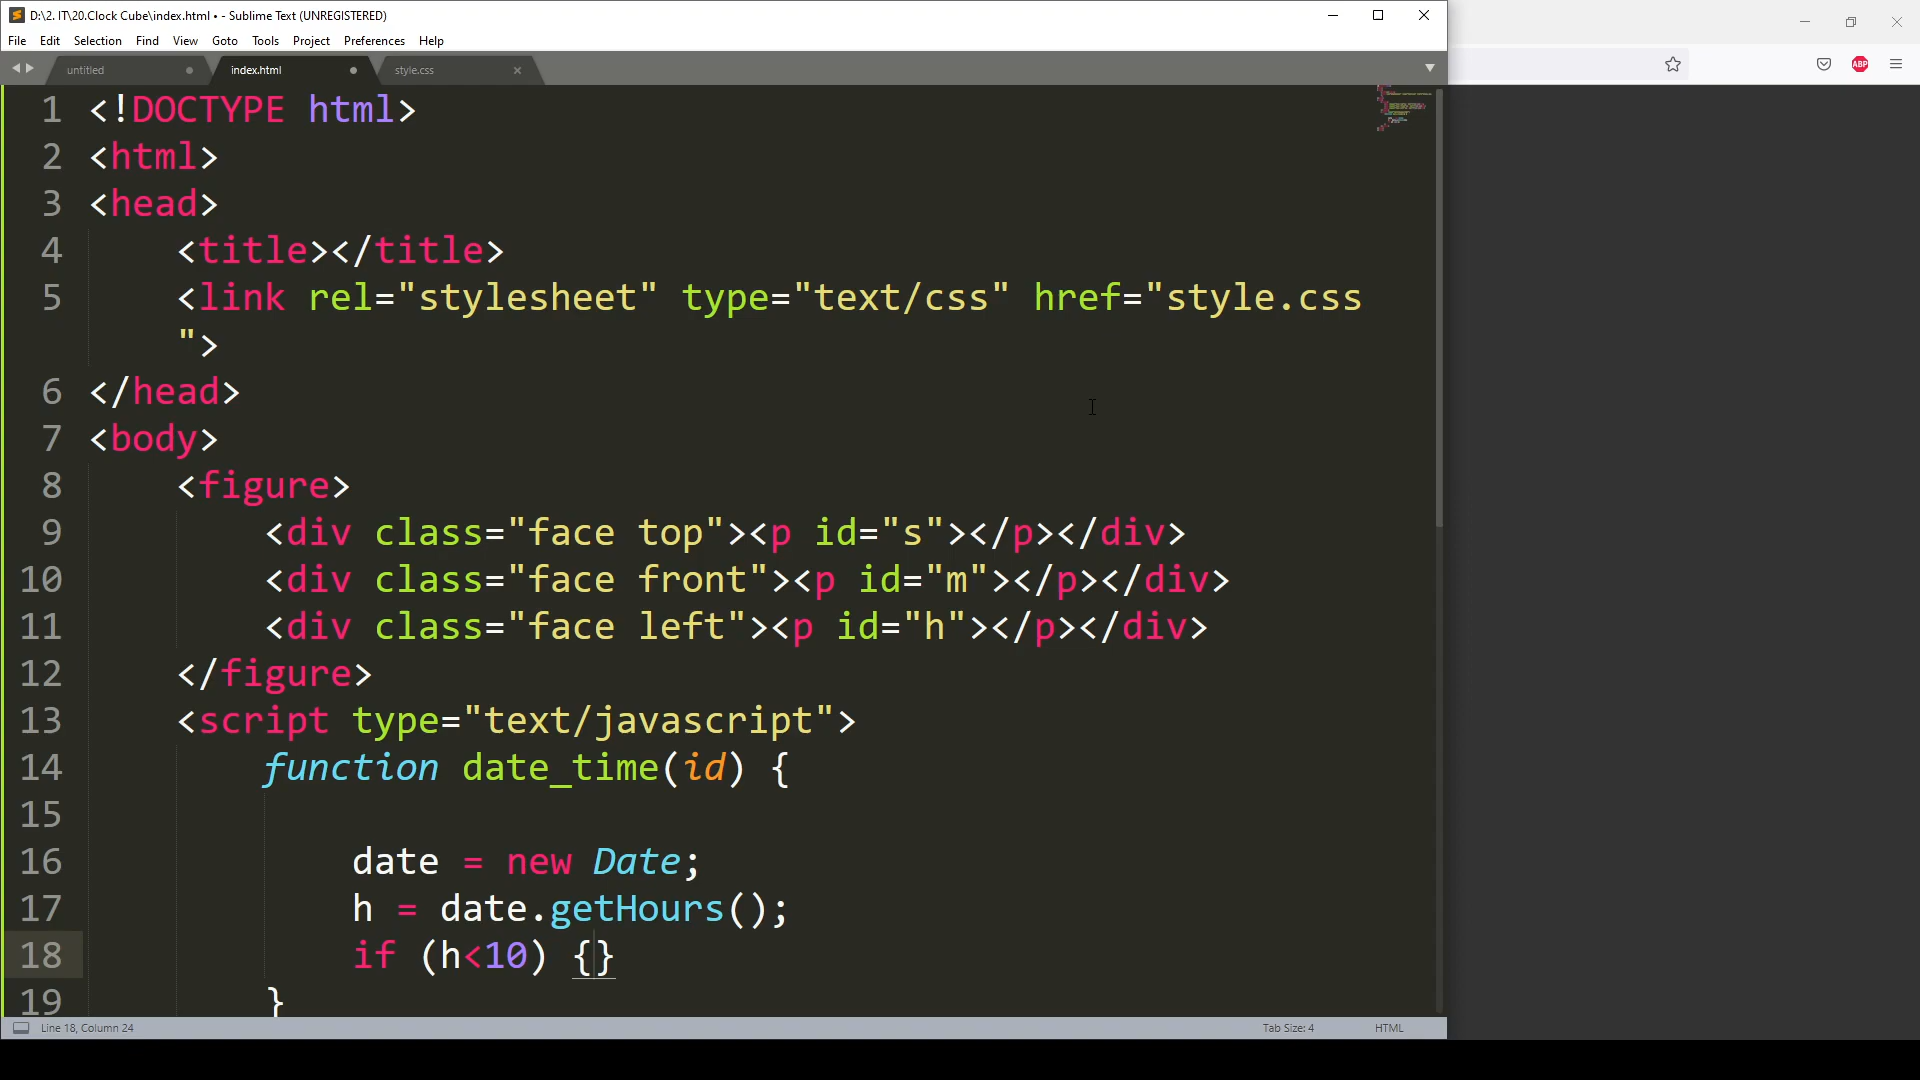 D:\2. IT\20.Clock Cube\index.html • - Sublime Text (UNREGISTERED)
File Edit Selection Find View Goto Tools Project Preferences Help
untitled index.html style.css
ABP
1 <!DOCTYPE html>
2 <html>
3 <head>
4 <title></title>
5 <link rel="stylesheet" type="text/css" href="style.css
">
6 </head>
7 <body>
8 <figure>
9 <div class="face top"><p id="s"></p></div>
10 <div class="face front"><p id="m"></p></div>
11 <div class="face left"><p id="h"></p></div>
12 </figure>
13 <script type="text/javascript">
14 function date_time(id) {
15
16 date = new Date;
17 h = date.getHours();
18 if (h<10) {}
19 }
Line 18, Column 24 Tab Size: 4 HTML